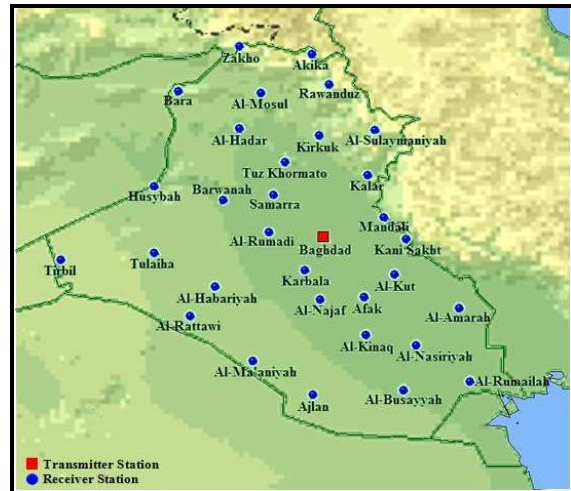 Zakho
Akika
Rawanduz
Bara
Al-Mosul
Al-Hadar
Kirkuk
Al-Sulaymaniyah
Tuz Khormato
Kalar
Husybah
Barwanah
Samarra
Mandali
Al-Rumadi
Baghdad
Kani Sakht
Tirbil
Tulaiha
Karbala
Al-Kut
Al-Habariyah
Al-Najaf
Afak
Al-Amarah
Al-Rattawi
Al-Kinaq
Al-Nasiriyah
Al-Ma'aniyah
Al-Rumailah
Ajlan
Al-Busayyah
Transmitter Station
Receiver Station